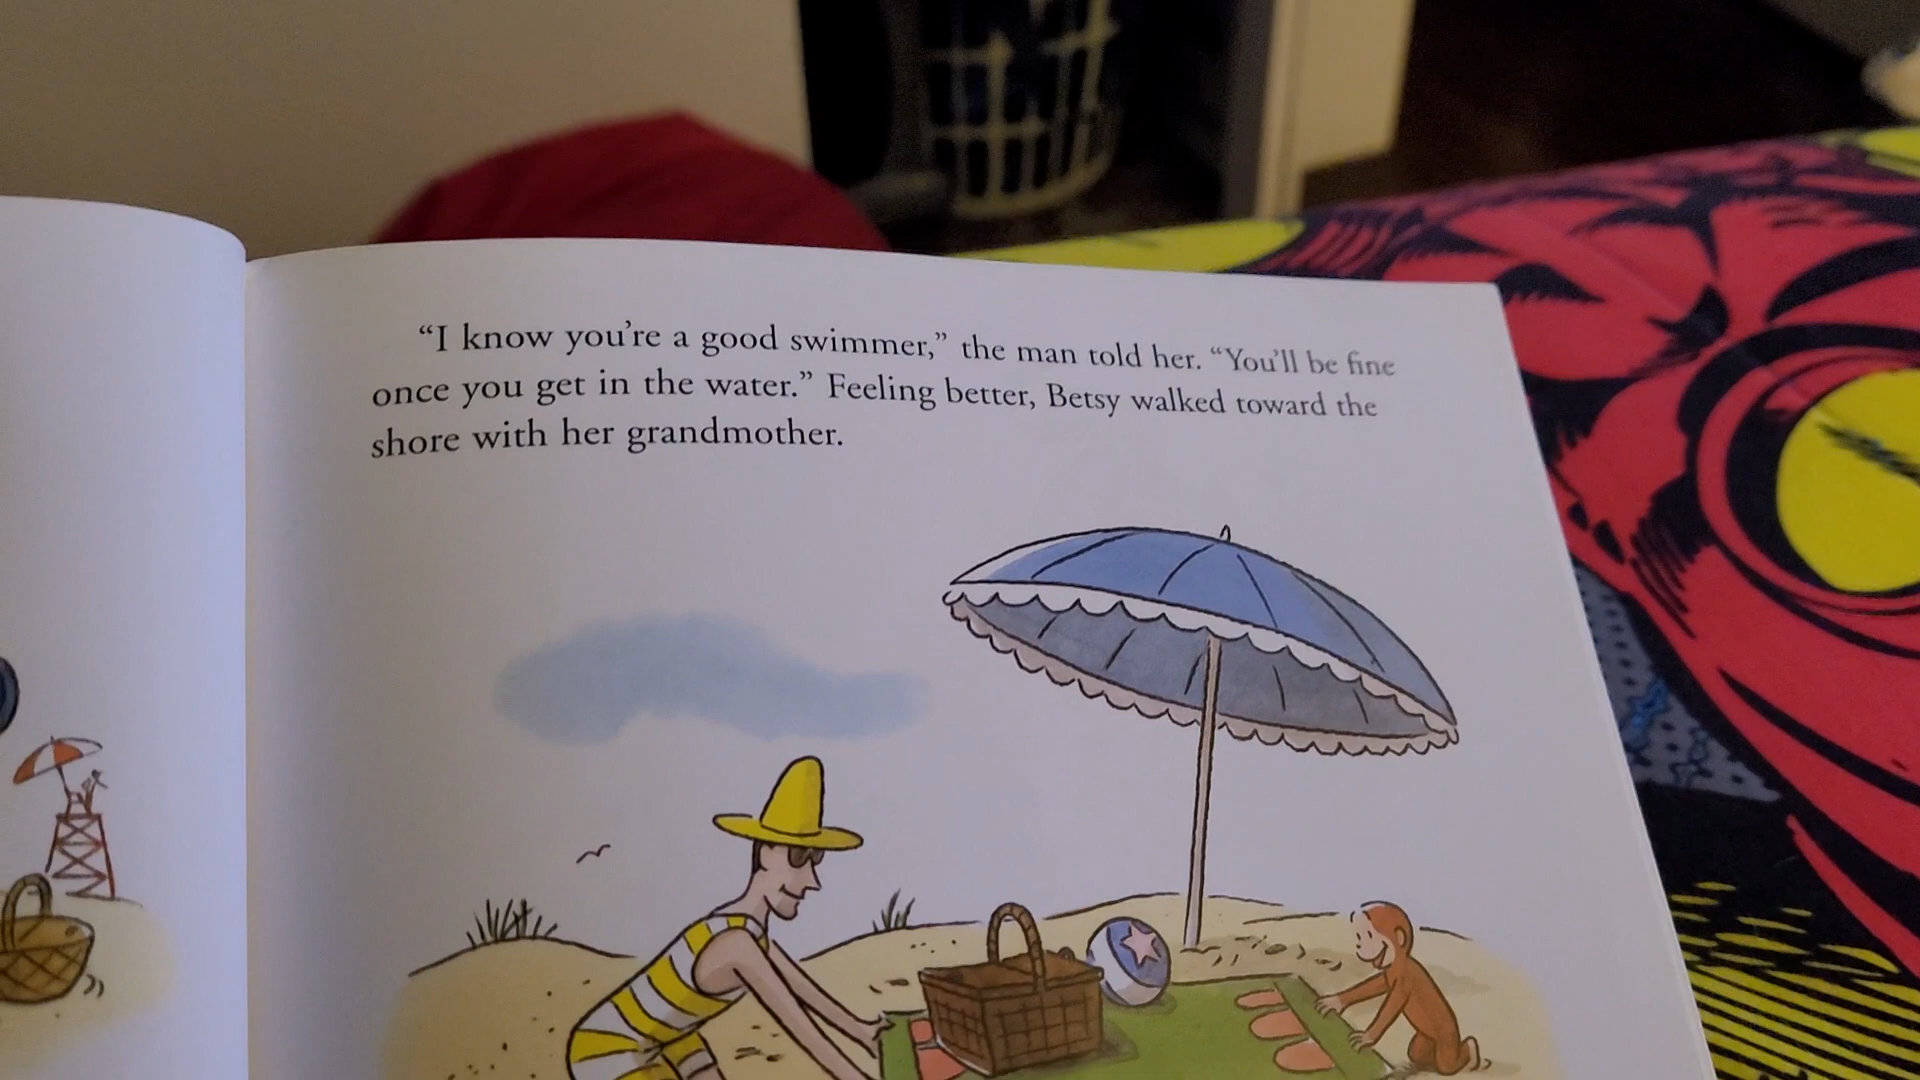 “I know you’re a good swimmer,” the man told her. “You’ll be fine
once you get in the water.” Feeling better, Betsy walked toward the
shore with her grandmother.